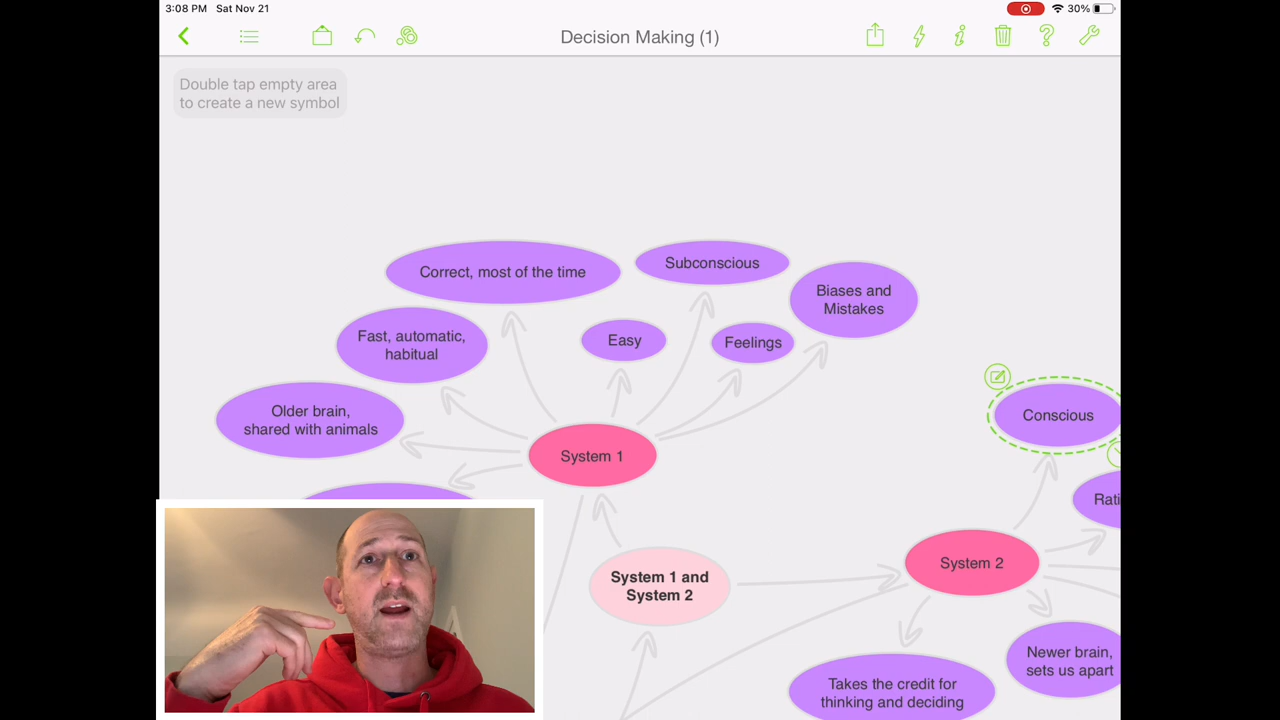 3:08 PM Sat Nov 21
30%
Decision Making (1)
Double tap empty area
to create a new symbol
Correct, most of the time
Subconscious
Biases and
Mistakes
Fast, automatic,
habitual
Easy
Feelings
Older brain,
shared with animals
Conscious
System 1
Rati
System 2
System 1 and
System 2
Newer brain,
sets us apart
Takes the credit for
thinking and deciding